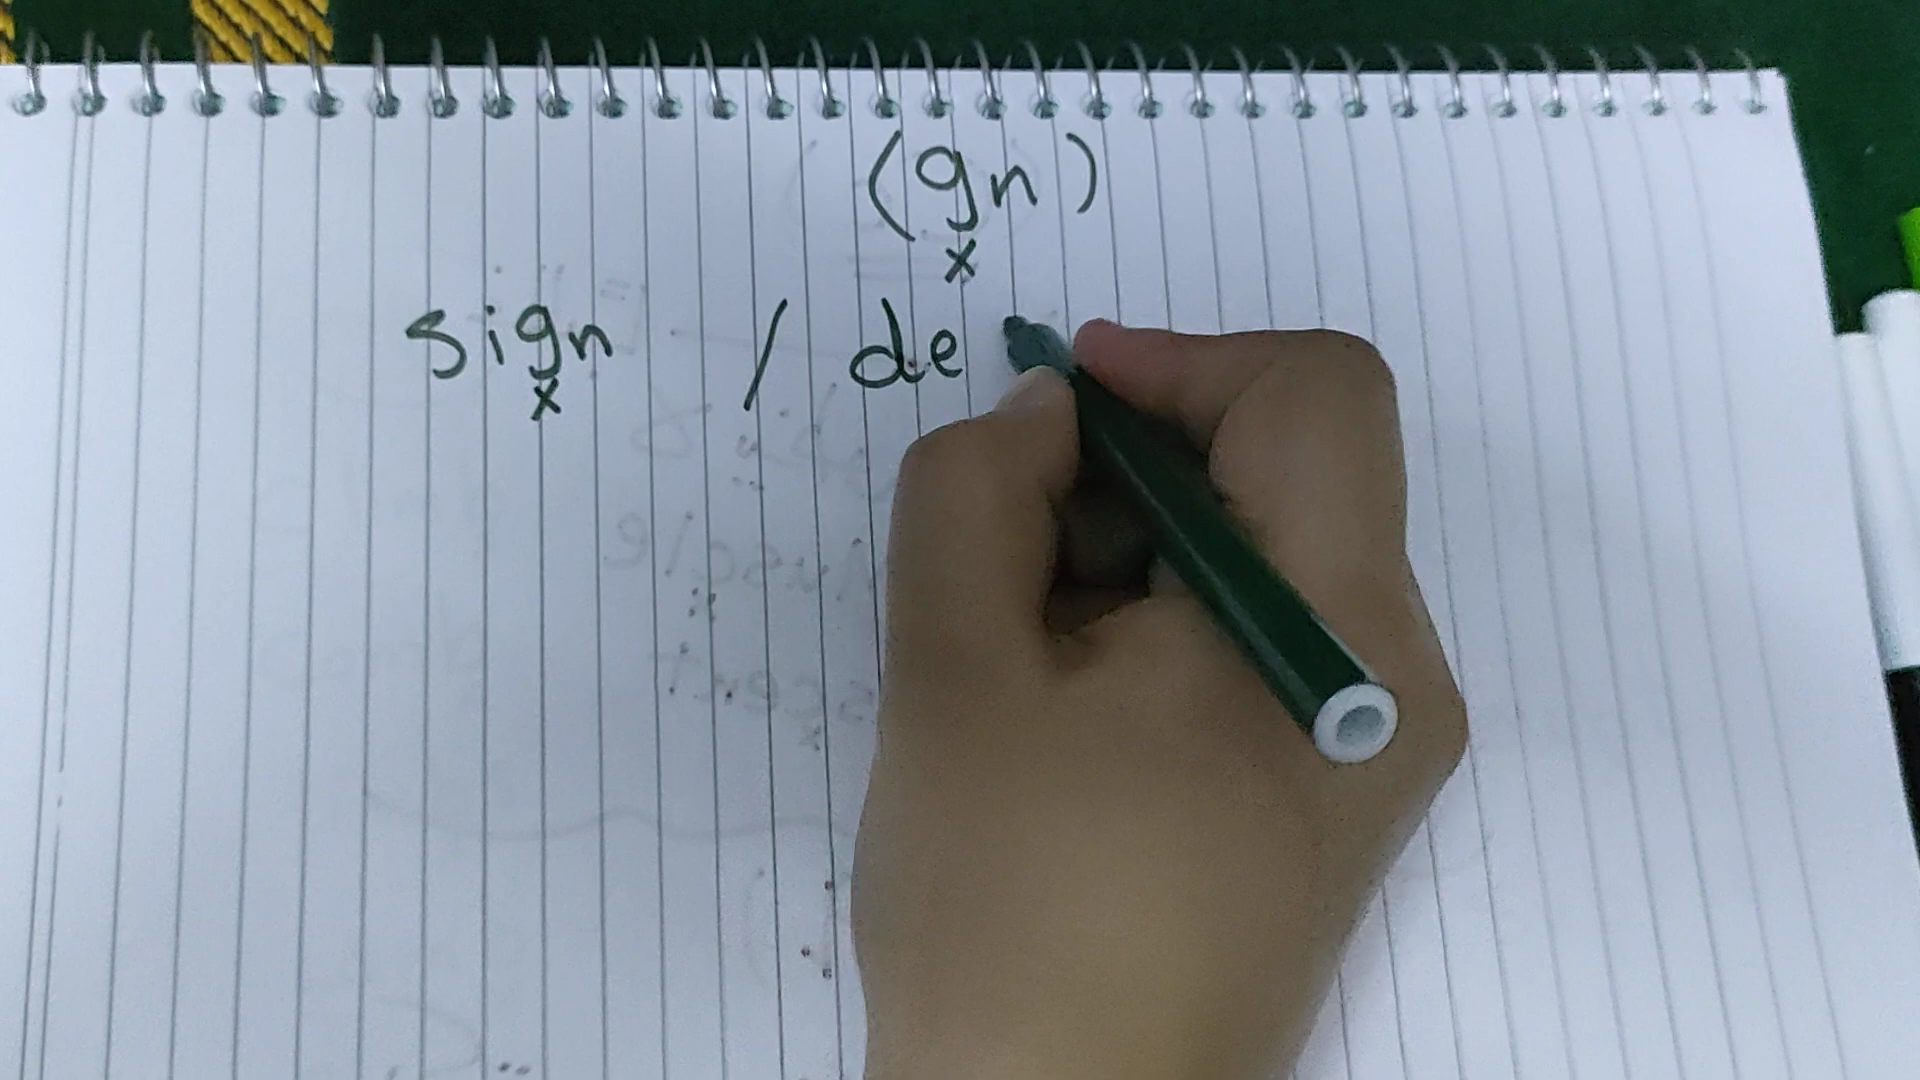 (gn)
x
sign / de
x